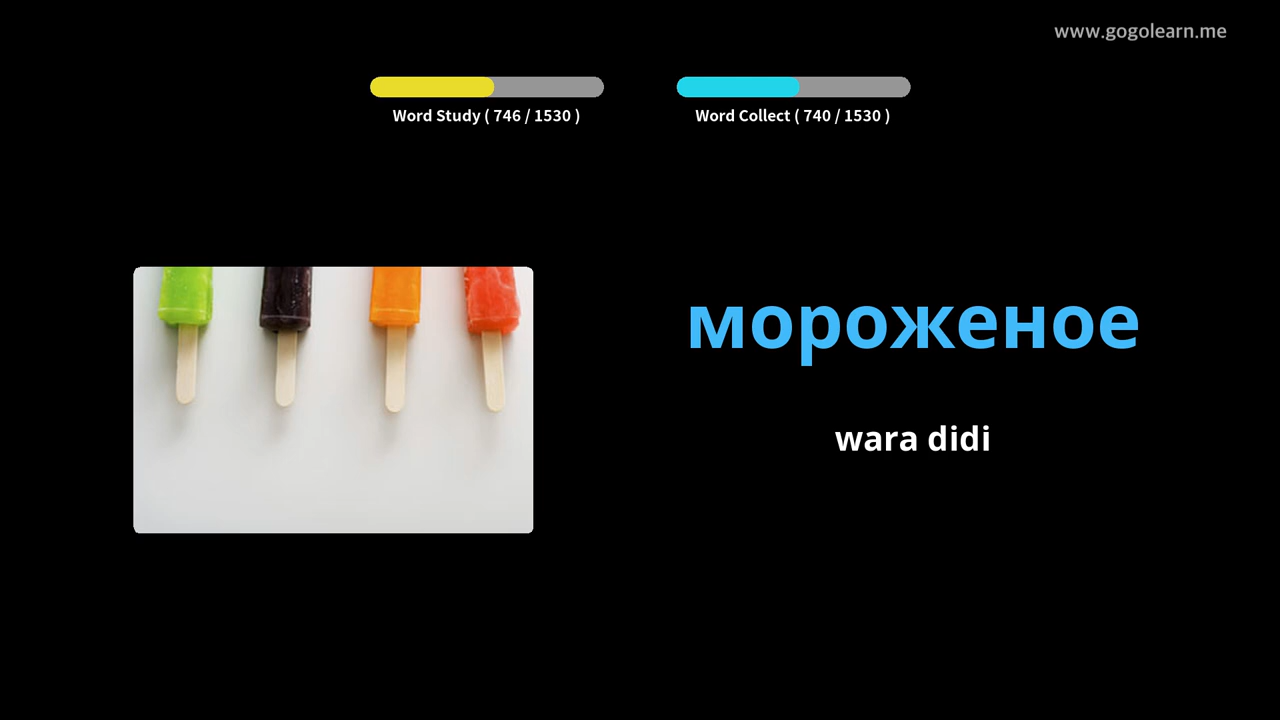 www.gogolearn.me
Word Study ( 746 / 1530 )
Word Collect ( 740 / 1530 )
мороженое
wara didi